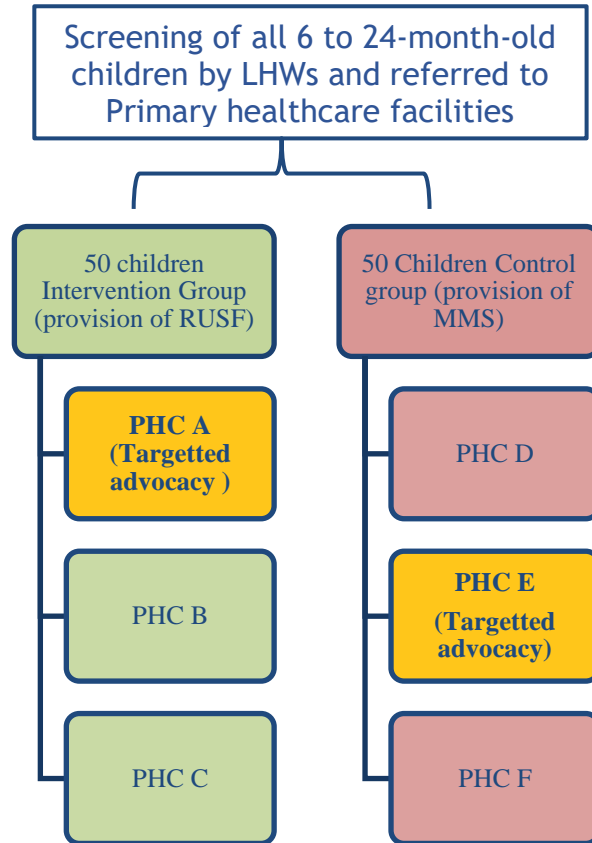 Screening of all 6 to 24-month-old
children by LHWs and referred to
Primary healthcare facilities
50 children
Intervention Group
(provision of RUSF)
50 Children Control
group (provision of
MMS)
PHC A
(Targetted
advocacy )
PHC D
PHC B
PHC E
(Targetted
advocacy)
PHC C
PHC F